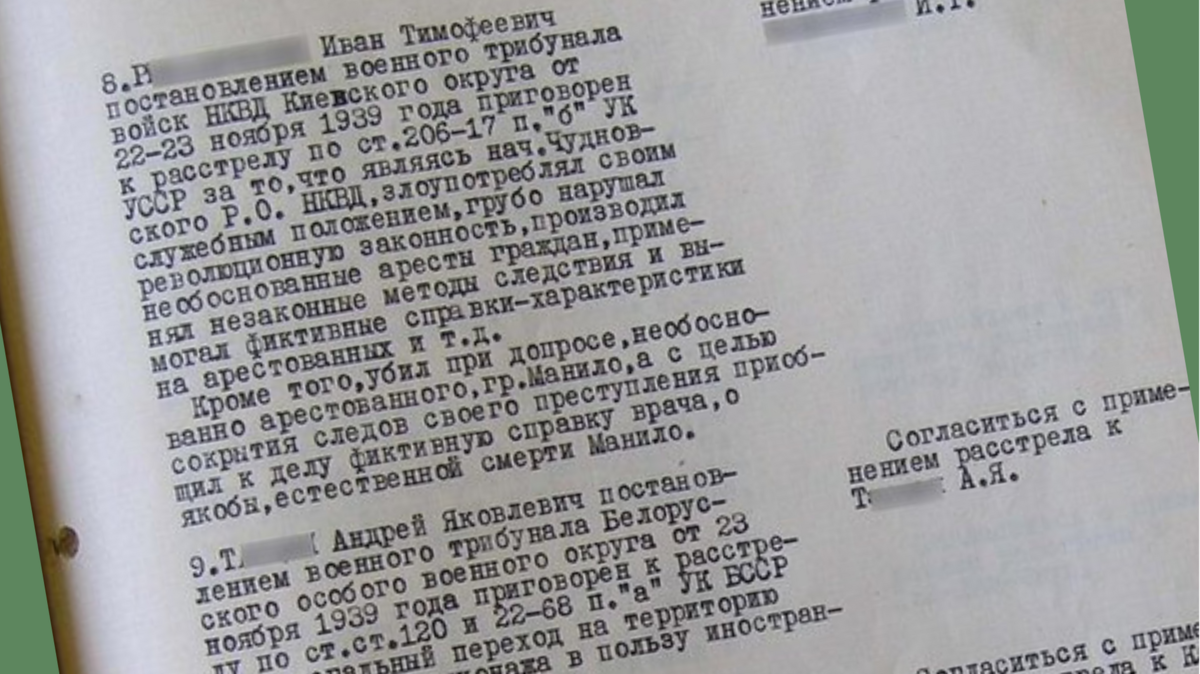 8.Р Иван Тимофеевич
постановлением военного трибунала
войск НКВД Киевского округа от
22-23 ноября 1939 года приговорен
к расстрелу по ст.206-17 п."б" УК
УССР за то,что являясь нач.Чуднов-
ского Р.О. НКВД,злоупотреблял своим
служебным положением,грубо нарушал
революционную законность,производил
необоснованные аресты граждан,приме-
нял незаконные методы следствия и вы-
могал фиктивные справки-характеристики
на арестованных и т.д.
Кроме того,убил при допросе,необосно-
ванно арестованного,гр.Манило,а с целью
сокрытия следов своего преступления приоб-
щил к делу фиктивную справку врача,о
якобы,естественной смерти Манило.
9.Т Андрей Яковлевич постанов-
лением военного трибунала Белорус-
ского особого военного округа от 23
ноября 1939 года приговорен к расстре-
лу по ст.ст.120 и 22-68 п."а" УК БССР
переход на территорию
в пользу иностран-
нением
И.Т.
Согласиться с приме-
нением расстрела к
Т А.Я.
Согласиться с приме
к К